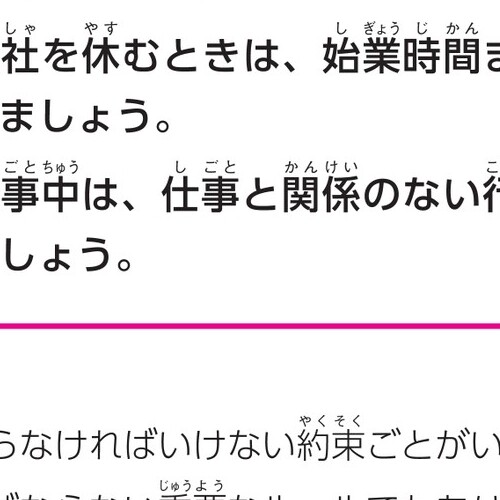 社を休むときは、始業時間
ましょう。
事中は、仕事と関係のない行
しょう。
らなければいけない約束ごとがい